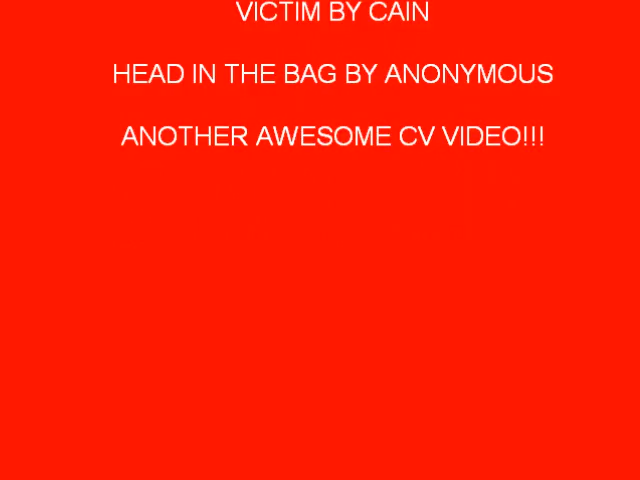 VICTIM BY CAIN
HEAD IN THE BAG BY ANONYMOUS
ANOTHER AWESOME CV VIDEO!!!